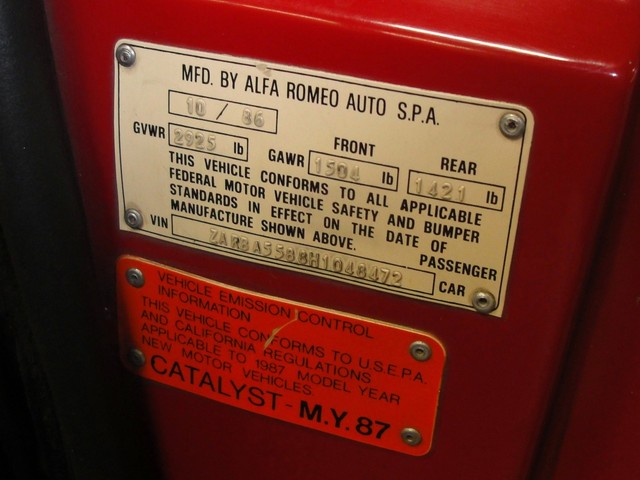 MFD. BY ALFA ROMEO AUTO S.P.A.
10 / 86
GVWR 2925 lb GAWR FRONT 1504 lb REAR 1421 lb
THIS VEHICLE CONFORMS TO ALL APPLICABLE
FEDERAL MOTOR VEHICLE SAFETY AND BUMPER
STANDARDS IN EFFECT ON THE DATE OF
MANUFACTURE SHOWN ABOVE.
VIN ZARBA558BH1048472 PASSENGER CAR
VEHICLE EMISSION CONTROL
INFORMATION
THIS VEHICLE CONFORMS TO U.S.E.P.A.
AND CALIFORNIA REGULATIONS
APPLICABLE TO 1987 MODEL YEAR
NEW MOTOR VEHICLES.
CATALYST - M.Y. 87